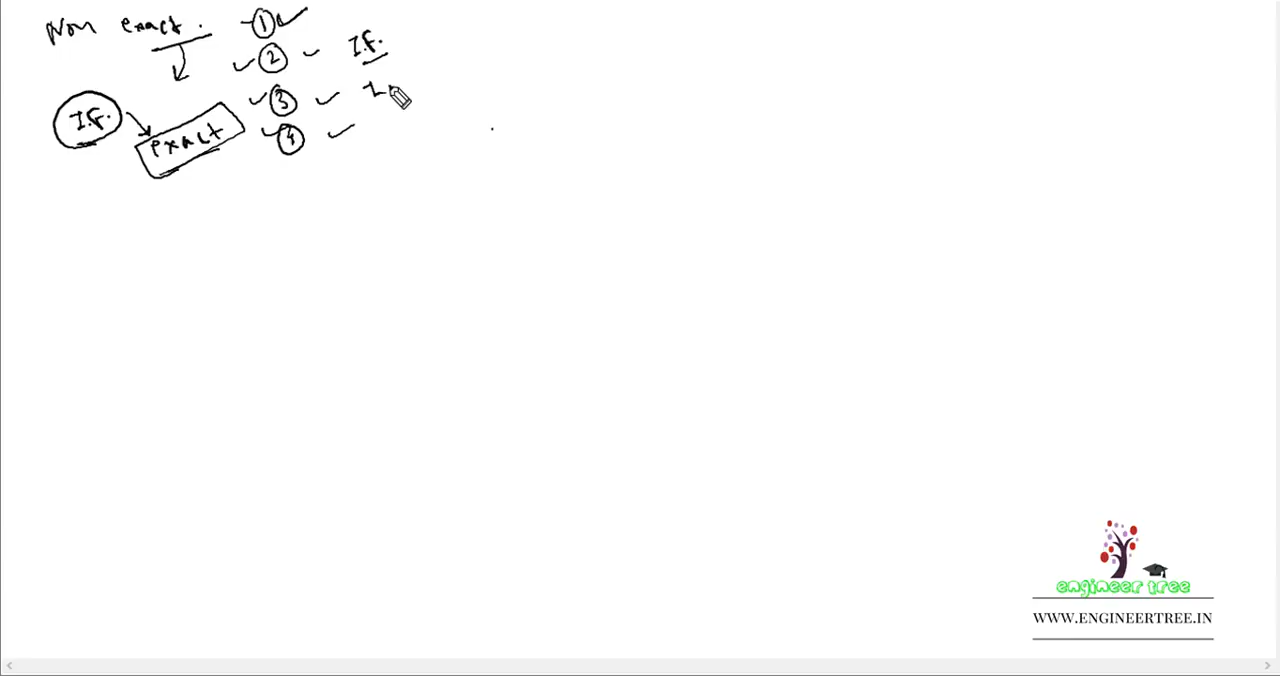 Non exact.
① 
② I.F.
③
④
I.F.
exact
engineer tree
WWW.ENGINEERTREE.IN